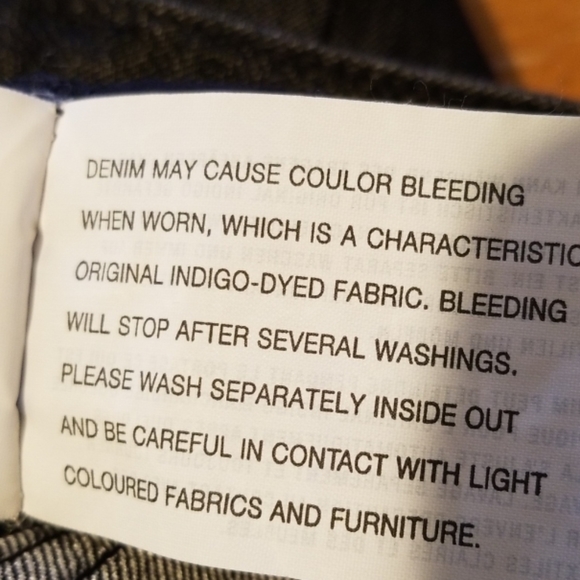 DENIM MAY CAUSE COULOR BLEEDING
WHEN WORN, WHICH IS A CHARACTERISTIC
ORIGINAL INDIGO-DYED FABRIC. BLEEDING
WILL STOP AFTER SEVERAL WASHINGS.
PLEASE WASH SEPARATELY INSIDE OUT
AND BE CAREFUL IN CONTACT WITH LIGHT
COLOURED FABRICS AND FURNITURE.